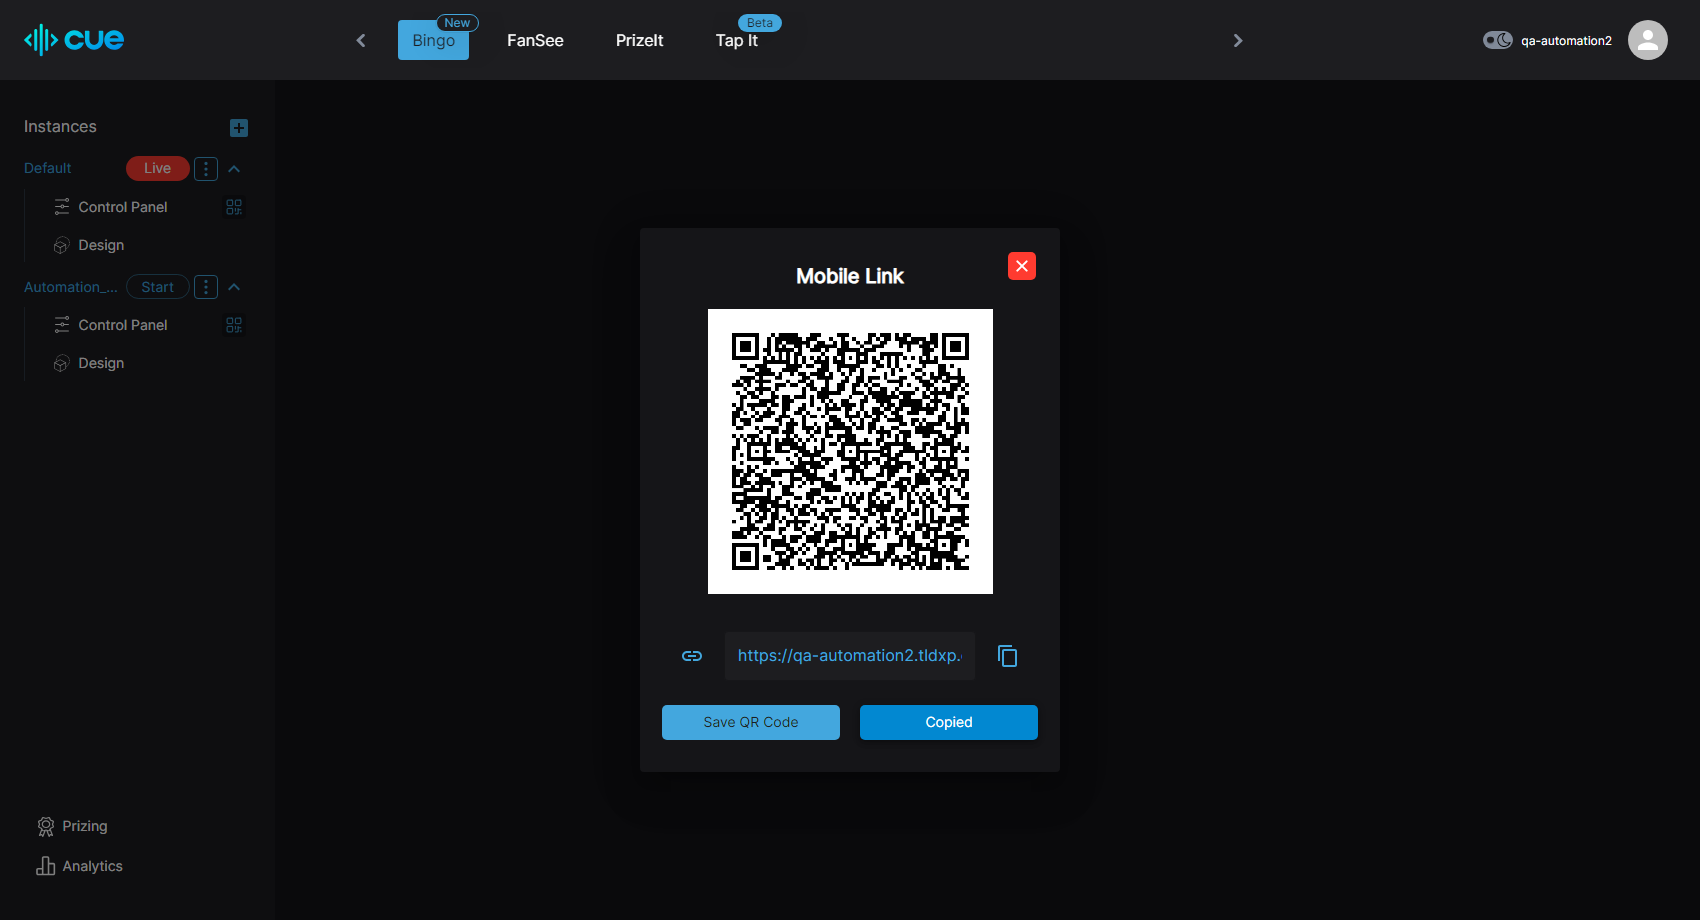 cue
New
Bingo
FanSee
PrizeIt
Beta
Tap It
qa-automation2
Instances
Default
Live
Control Panel
Design
Automation_...
Start
Control Panel
Design
Mobile Link
https://qa-automation2.tldxp.
Save QR Code
Copied
Prizing
Analytics